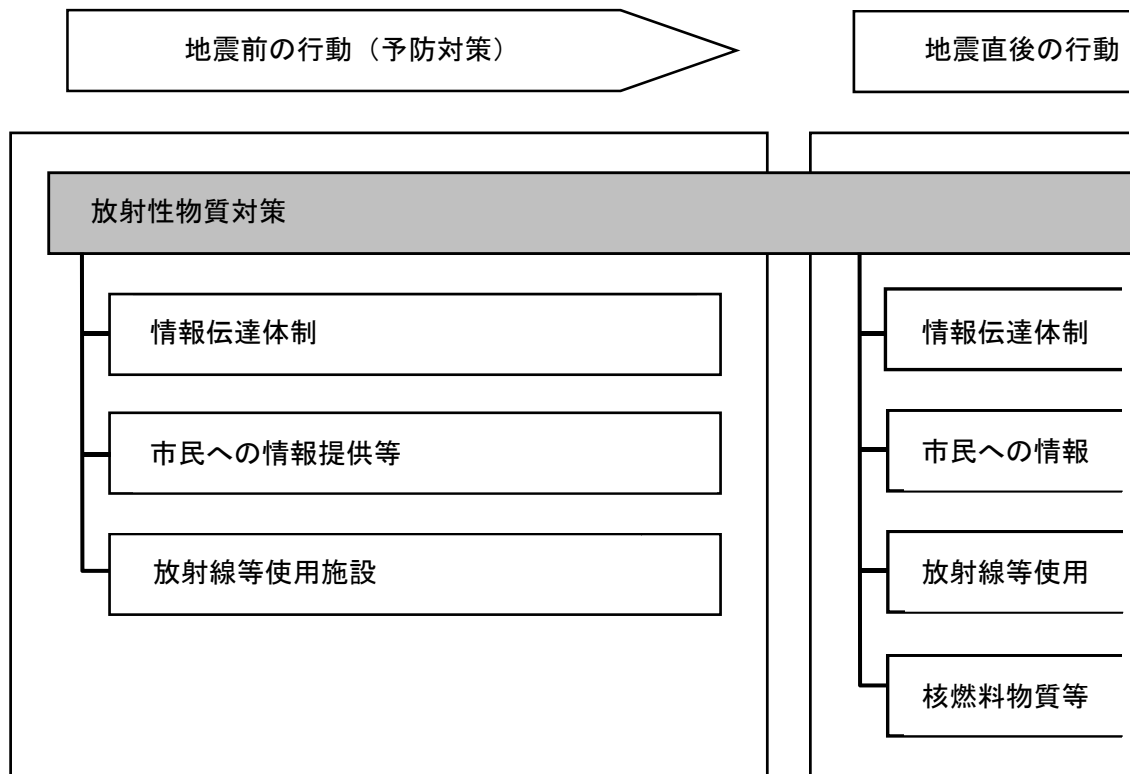 地震前の行動（予防対策）
地震直後の行動
放射性物質対策
情報伝達体制
市民への情報提供等
放射線等使用施設
情報伝達体制
市民への情報
放射線等使用
核燃料物質等